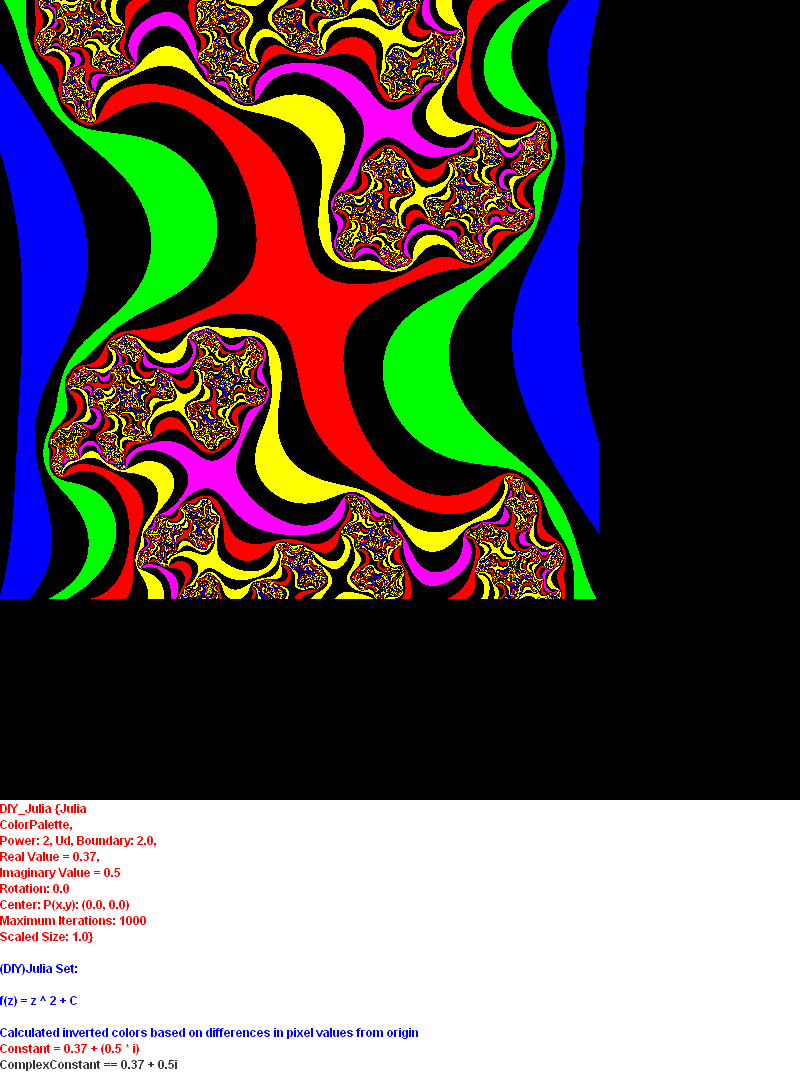 DIY_Julia {Julia
ColorPalette,
Power: 2, Ud, Boundary: 2.0,
Real Value = 0.37,
Imaginary Value = 0.5
Rotation: 0.0
Center: P(x,y): (0.0, 0.0)
Maximum Iterations: 1000
Scaled Size: 1.0}
(DIY)Julia Set:
f(z) = z ^ 2 + C
Calculated inverted colors based on differences in pixel values from origin
Constant = 0.37 + (0.5 * i)
ComplexConstant == 0.37 + 0.5i